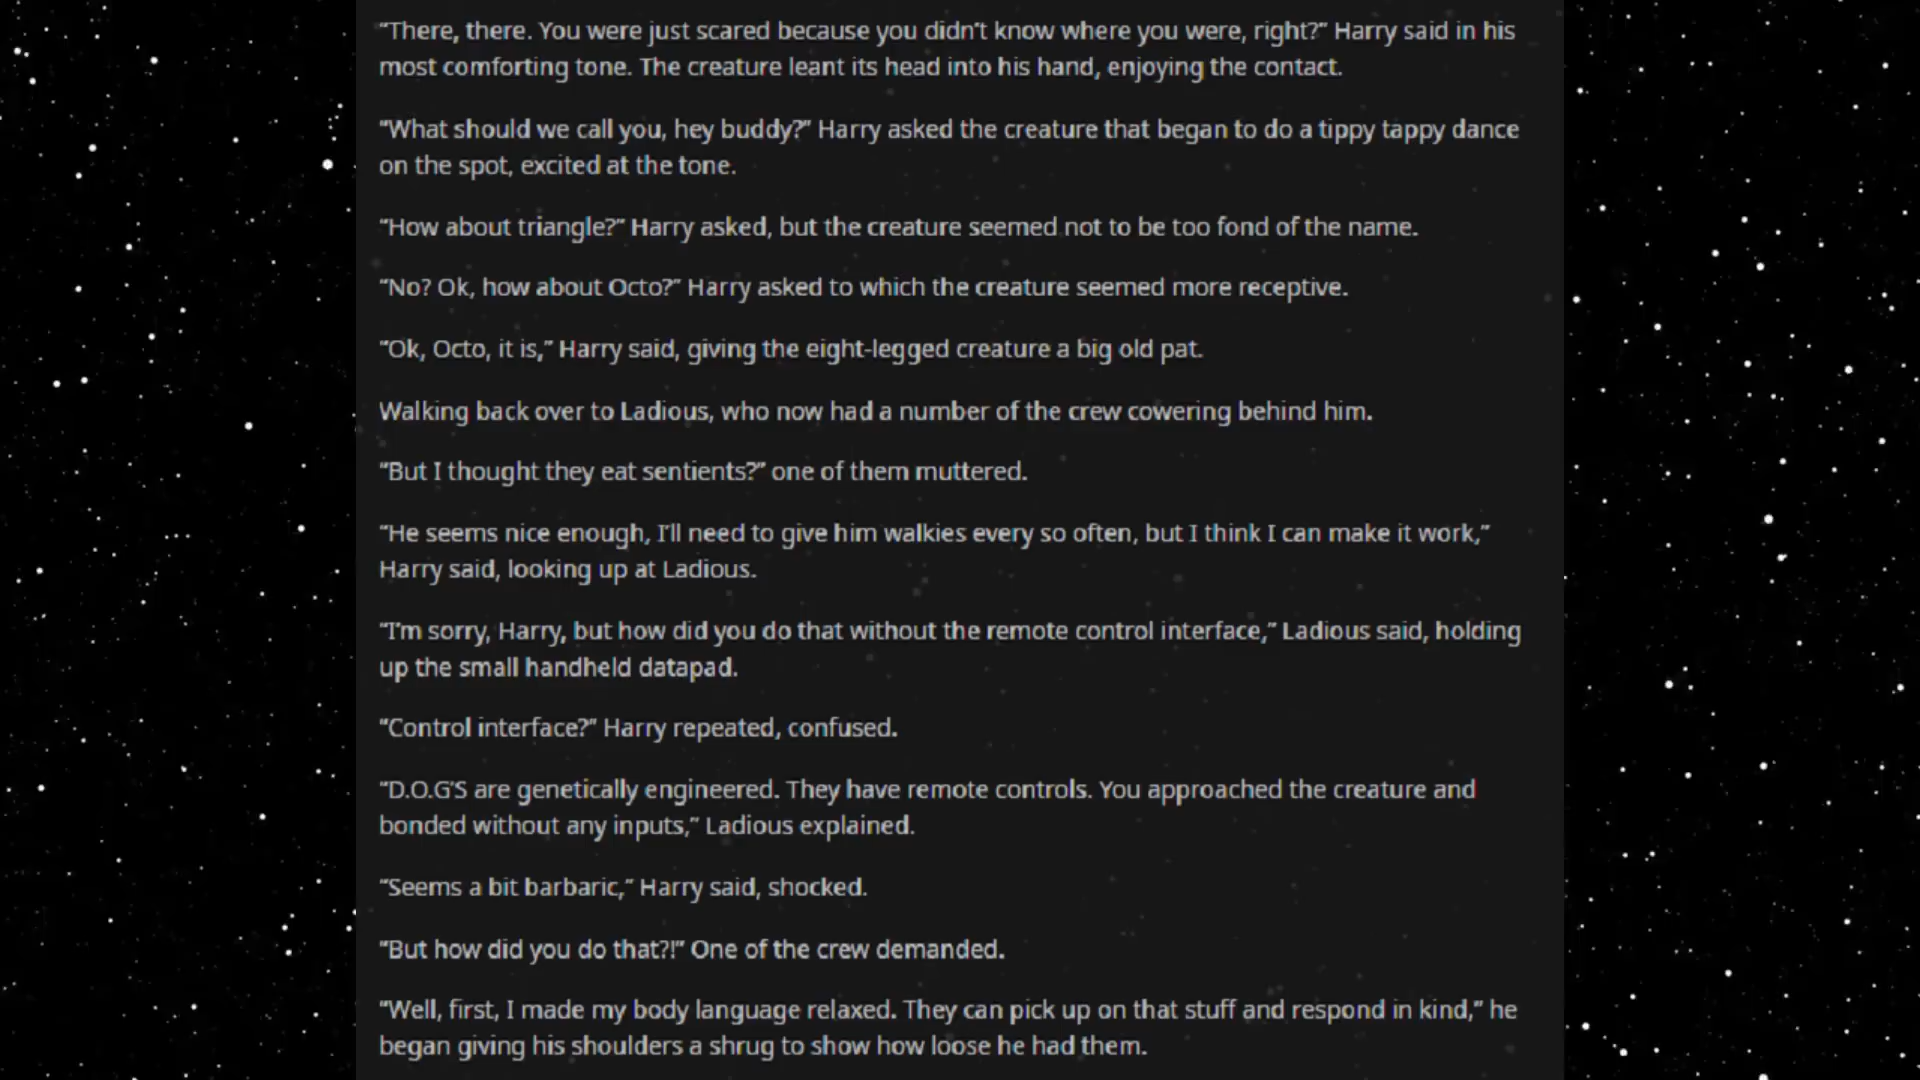 “There, there. You were just scared because you didn’t know where you were, right?” Harry said in his
most comforting tone. The creature leant its head into his hand, enjoying the contact.
“What should we call you, hey buddy?” Harry asked the creature that began to do a tippy tappy dance
on the spot, excited at the tone.
“How about triangle?” Harry asked, but the creature seemed not to be too fond of the name.
“No? Ok, how about Octo?” Harry asked to which the creature seemed more receptive.
“Ok, Octo, it is,” Harry said, giving the eight-legged creature a big old pat.
Walking back over to Ladious, who now had a number of the crew cowering behind him.
“But I thought they eat sentients?” one of them muttered.
“He seems nice enough, I’ll need to give him walkies every so often, but I think I can make it work,”
Harry said, looking up at Ladious.
“I’m sorry, Harry, but how did you do that without the remote control interface,” Ladious said, holding
up the small handheld datapad.
“Control interface?” Harry repeated, confused.
“D.O.G’S are genetically engineered. They have remote controls. You approached the creature and
bonded without any inputs,” Ladious explained.
“Seems a bit barbaric,” Harry said, shocked.
“But how did you do that?!” One of the crew demanded.
“Well, first, I made my body language relaxed. They can pick up on that stuff and respond in kind,” he
began giving his shoulders a shrug to show how loose he had them.